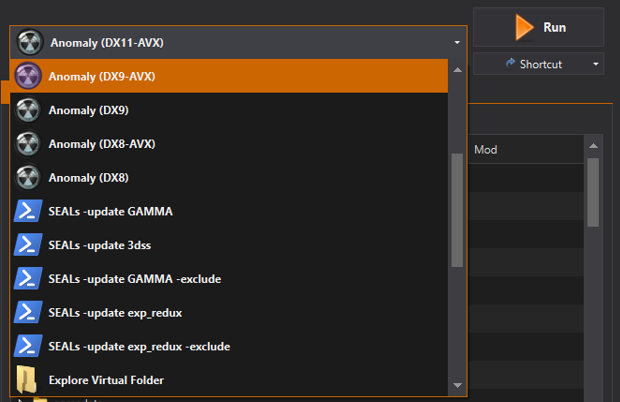 Anomaly (DX11-AVX)
Run
Shortcut
Anomaly (DX9-AVX)
Anomaly (DX9)
Anomaly (DX8-AVX)
Mod
Anomaly (DX8)
SEALs -update GAMMA
SEALs -update 3dss
SEALs -update GAMMA -exclude
SEALs -update exp_redux
SEALs -update exp_redux -exclude
Explore Virtual Folder